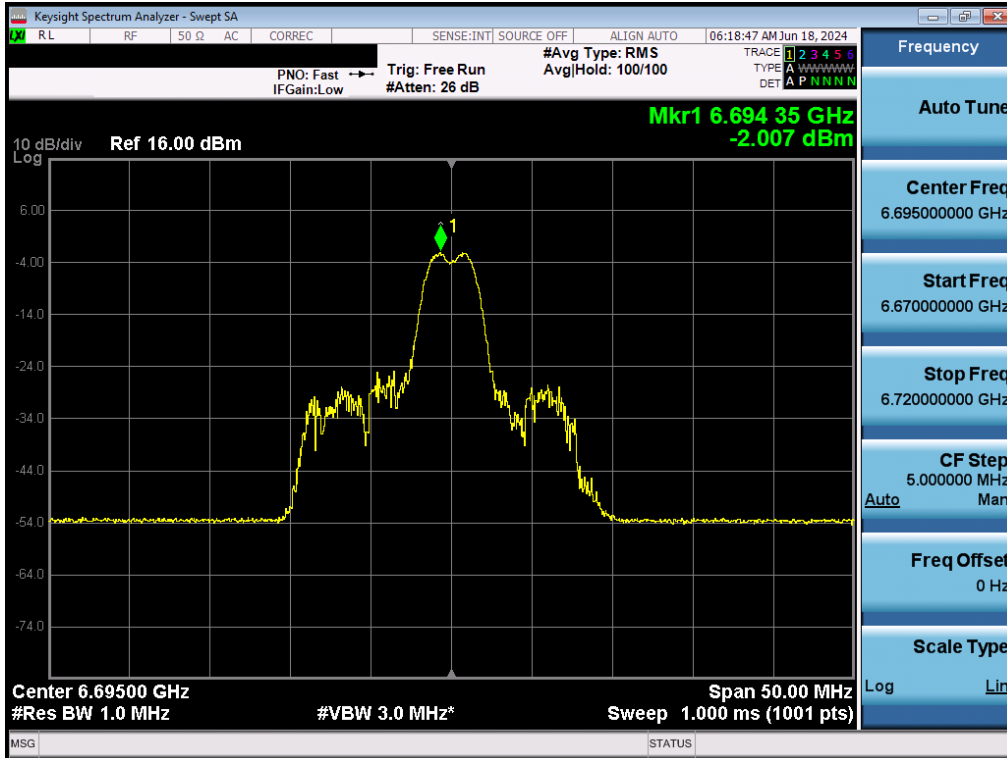 LXI Keysight Spectrum Analyzer - Swept SA
RL RF 50 Ω AC CORREC SENSE:INT SOURCE OFF ALIGN AUTO 06:18:47 AM Jun 18, 2024
PNO: Fast
IFGain:Low
Trig: Free Run
#Atten: 26 dB
#Avg Type: RMS
Avg|Hold: 100/100
TRACE 1 2 3 4 5 6
TYPE A WWWWW
DET A P N N N N
Mkr1 6.694 35 GHz
-2.007 dBm
10 dB/div Ref 16.00 dBm
Log
1
6.00
-4.00
-14.0
-24.0
-34.0
-44.0
-54.0
-64.0
-74.0
Center 6.69500 GHz Span 50.00 MHz
#Res BW 1.0 MHz #VBW 3.0 MHz* Sweep 1.000 ms (1001 pts)
MSG STATUS
Frequency
Auto Tune
Center Freq
6.695000000 GHz
Start Freq
6.670000000 GHz
Stop Freq
6.720000000 GHz
CF Step
5.000000 MHz
Auto Man
Freq Offset
0 Hz
Scale Type
Log Lin